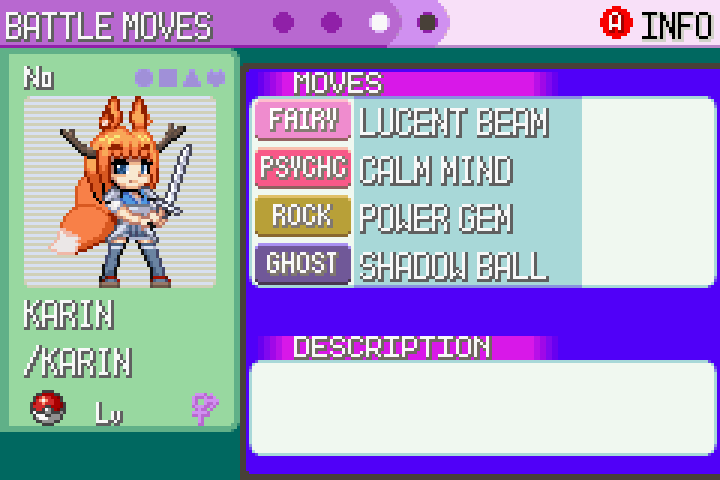 BATTLE MOVES
A INFO
No
MOVES
FAIRY LUCENT BEAM
PSYCHC CALM MIND
ROCK POWER GEM
GHOST SHADOW BALL
KARIN
/KARIN
Lv
DESCRIPTION